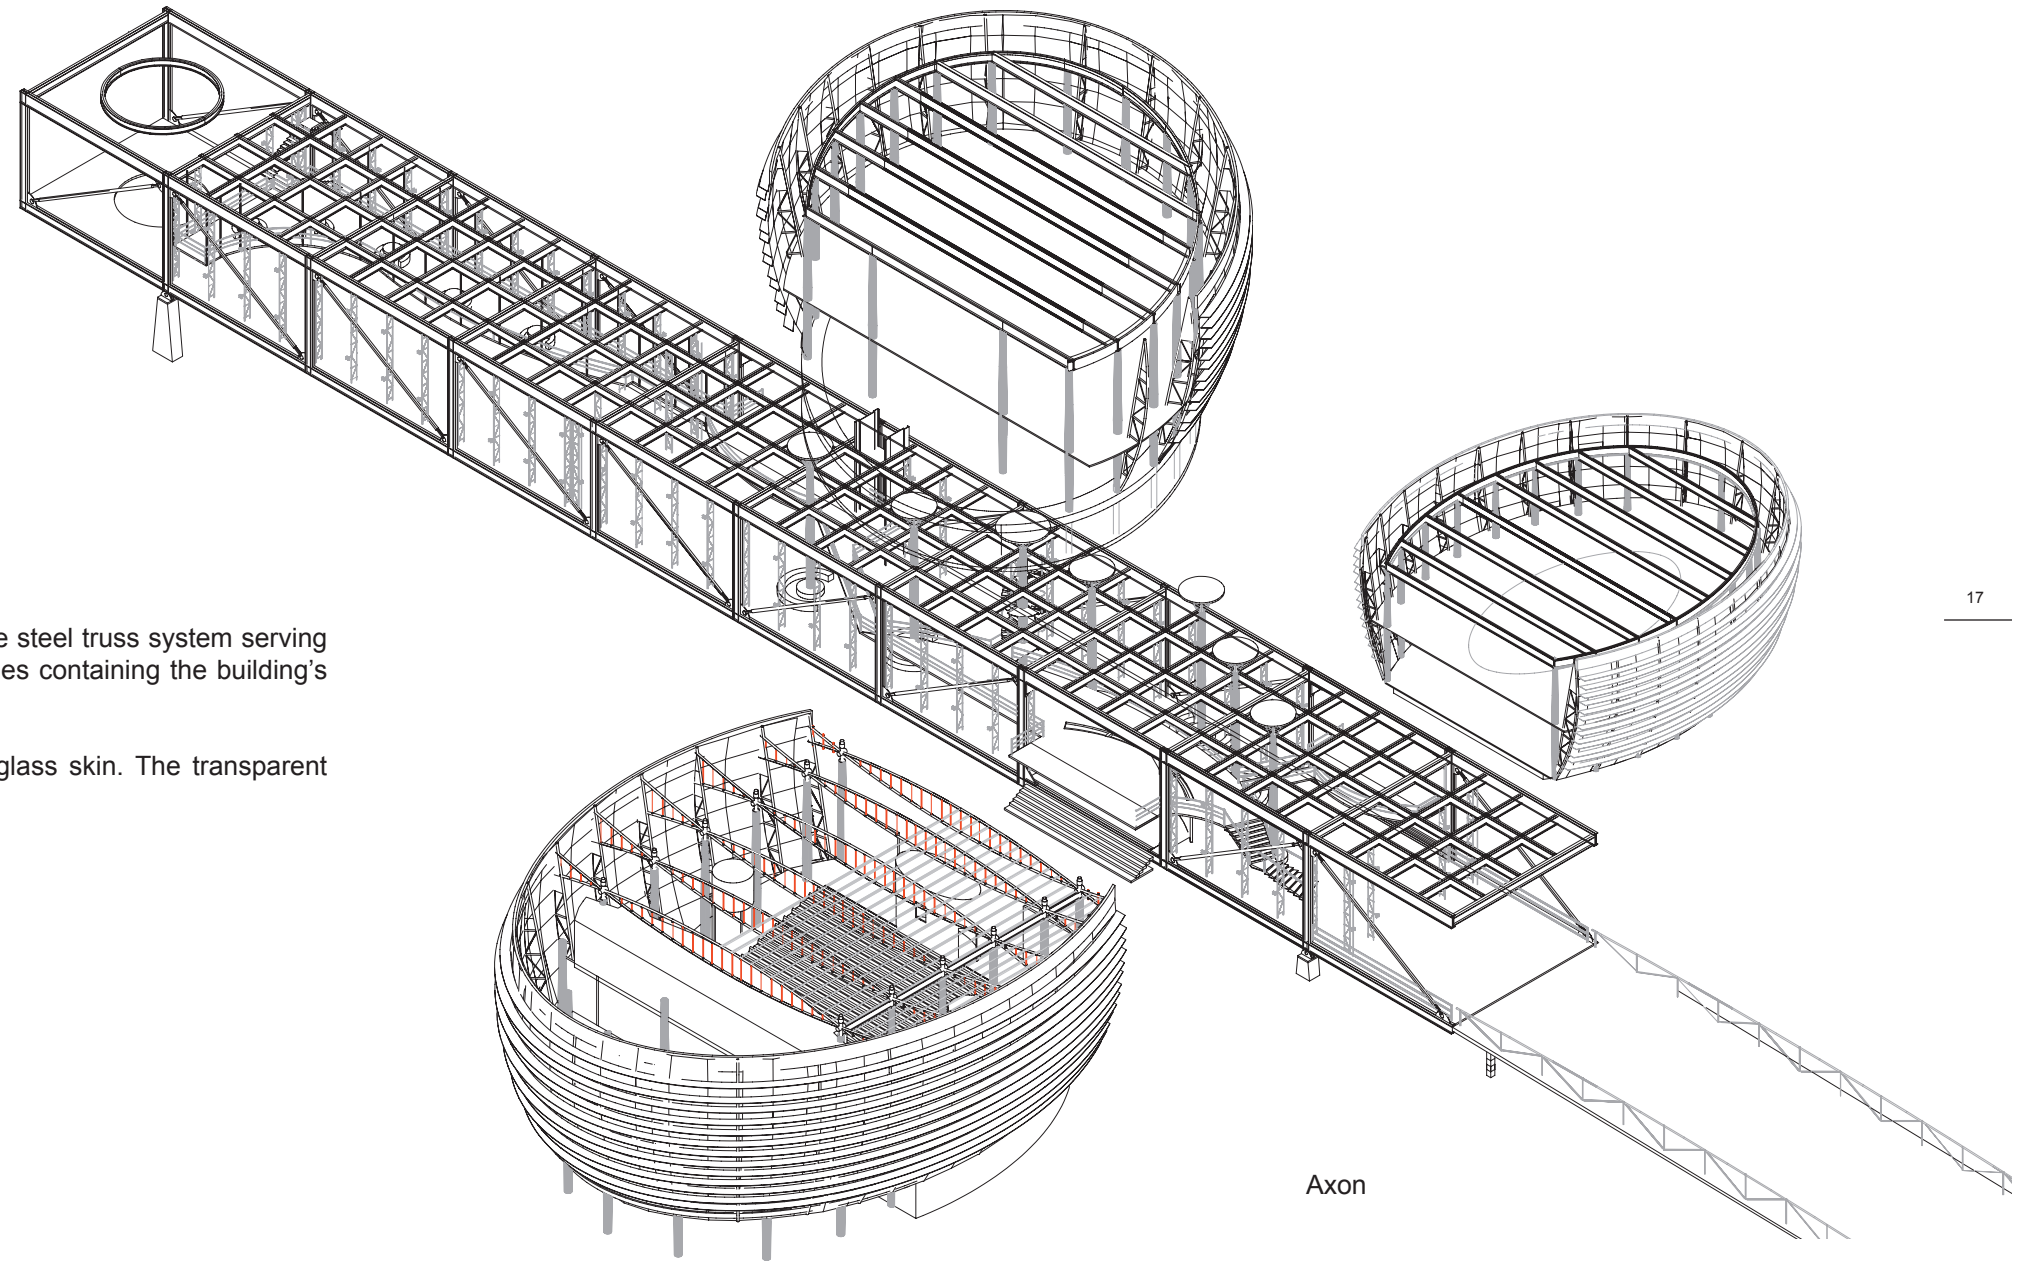 e steel truss system serving
es containing the building's
glass skin. The transparent
17
Axon